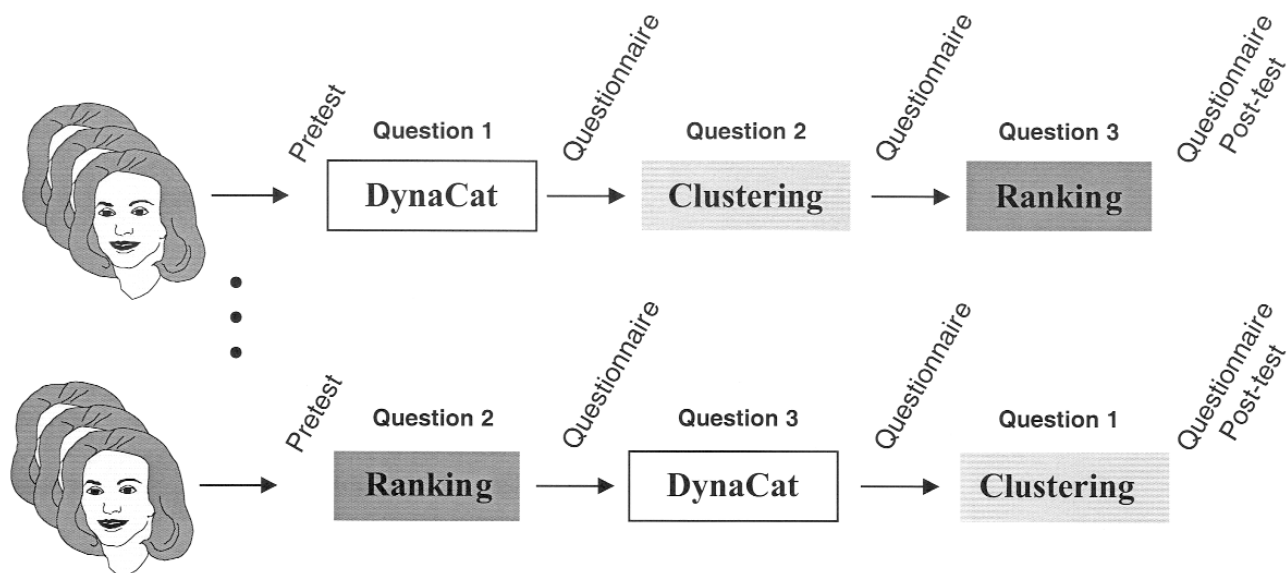 Pretest
Question 1
DynaCat
Questionnaire
Question 2
Clustering
Questionnaire
Question 3
Ranking
Questionnaire
Post-test
Pretest
Question 2
Ranking
Questionnaire
Question 3
DynaCat
Questionnaire
Question 1
Clustering
Questionnaire
Post-test